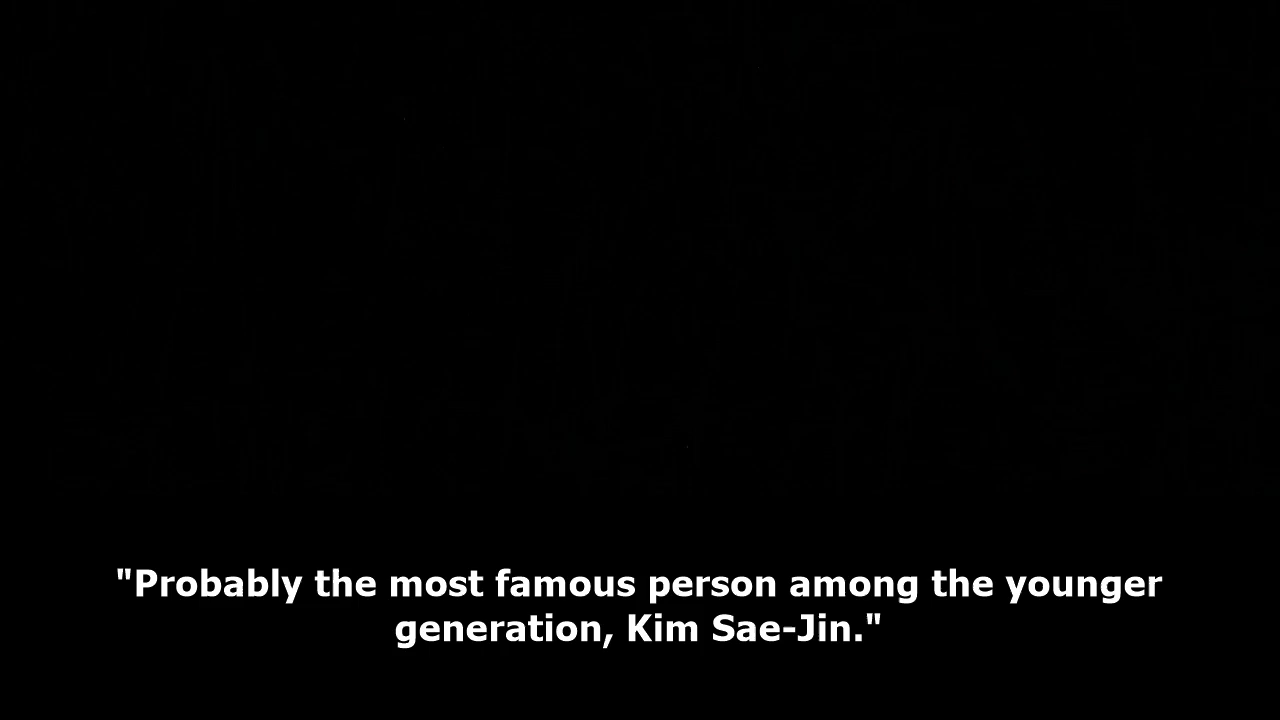 "Probably the most famous person among the younger
generation, Kim Sae-Jin."